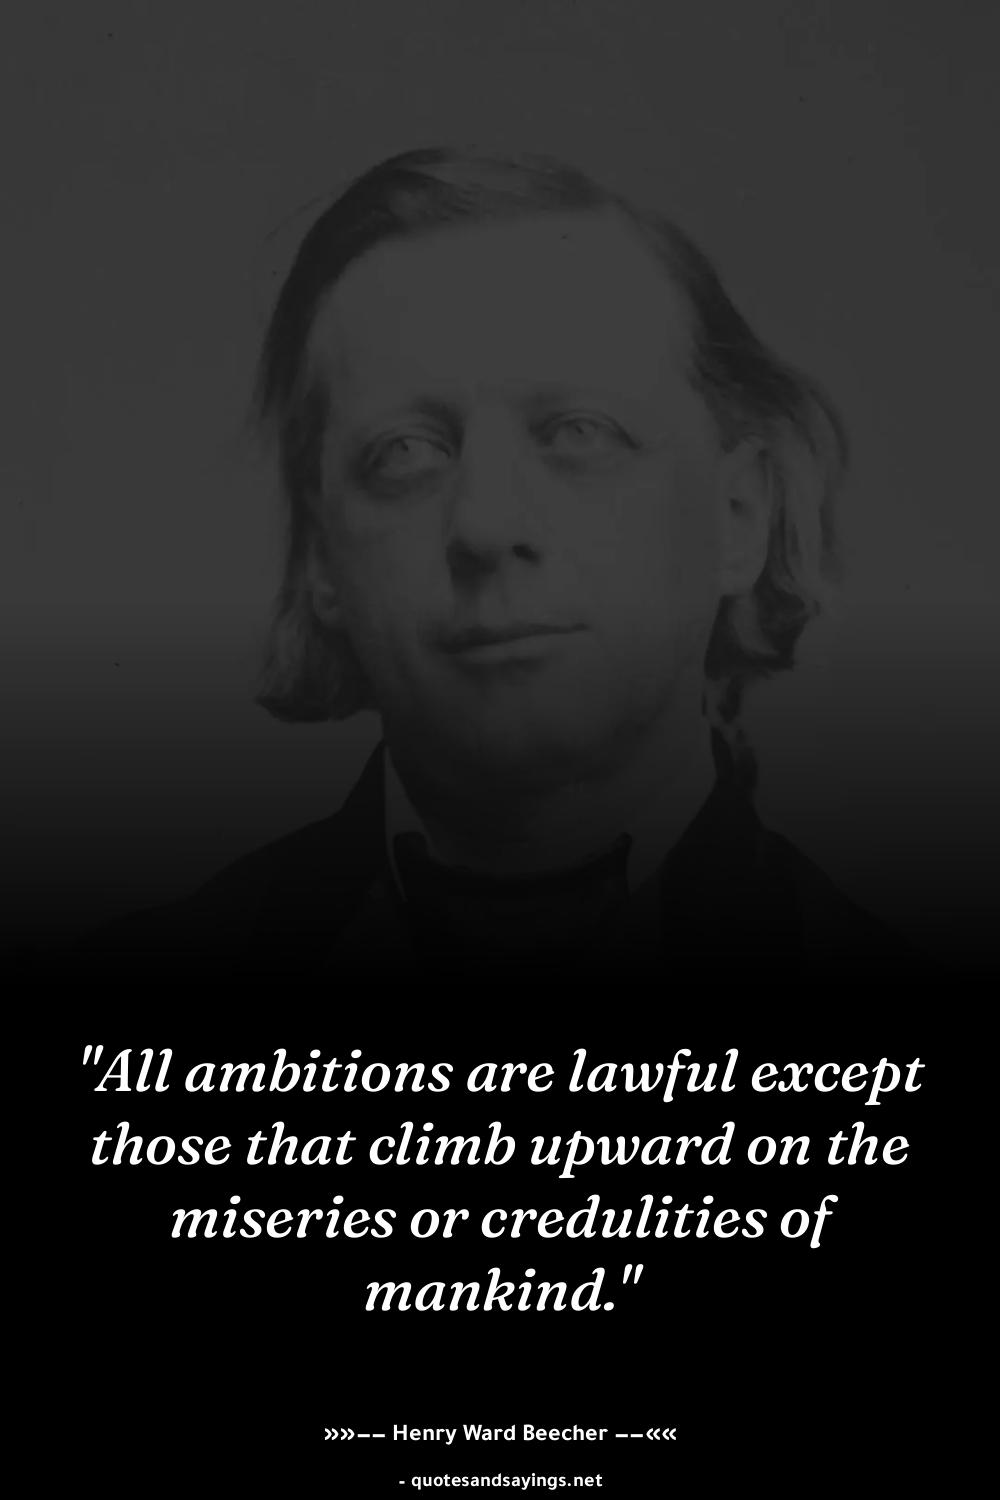 "All ambitions are lawful except
those that climb upward on the
miseries or credulities of
mankind."
»»−− Henry Ward Beecher −−««
- quotesandsayings.net